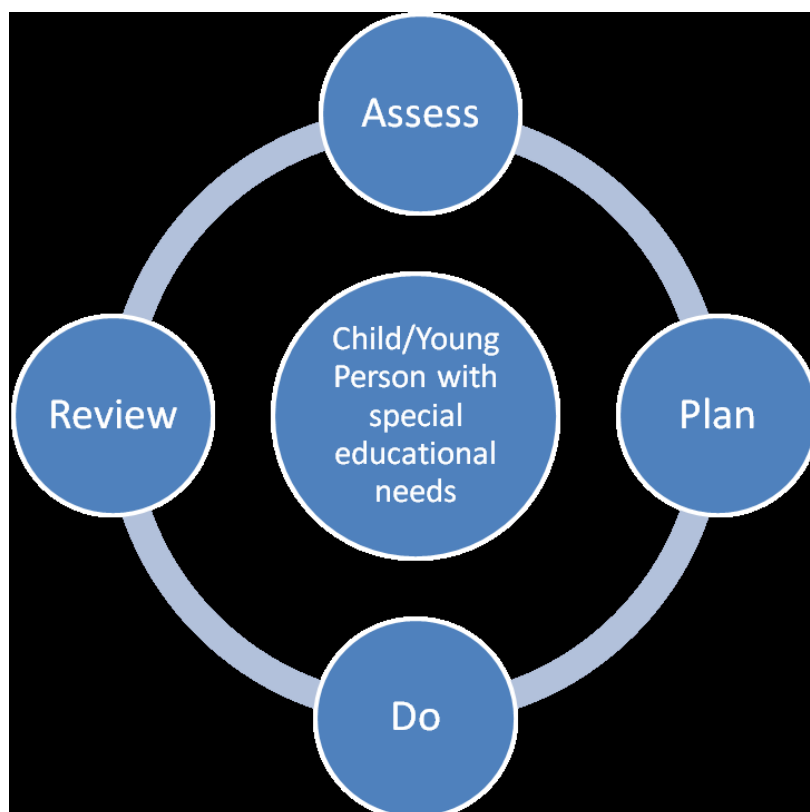 Assess
Child/Young
Person with
special
educational
needs
Review
Plan
Do